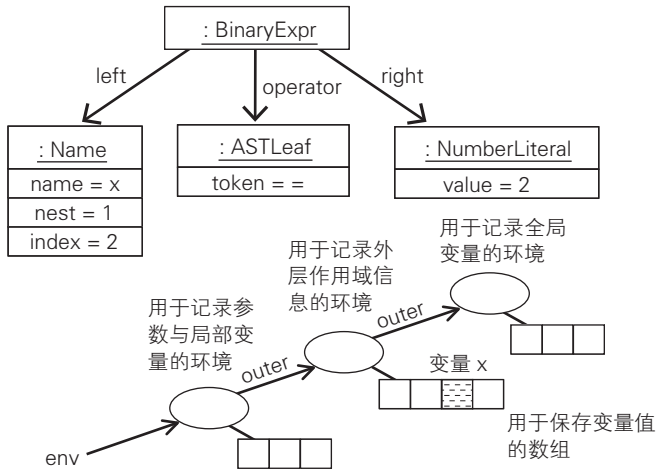 : BinaryExpr
left
operator
right
: Name
name = x
nest = 1
index = 2
: ASTLeaf
token = =
: NumberLiteral
value = 2
用于记录全局
变量的环境
用于记录外
层作用域信
息的环境
用于记录参
数与局部变
量的环境
outer
outer
变量 x
用于保存变量值
的数组
env